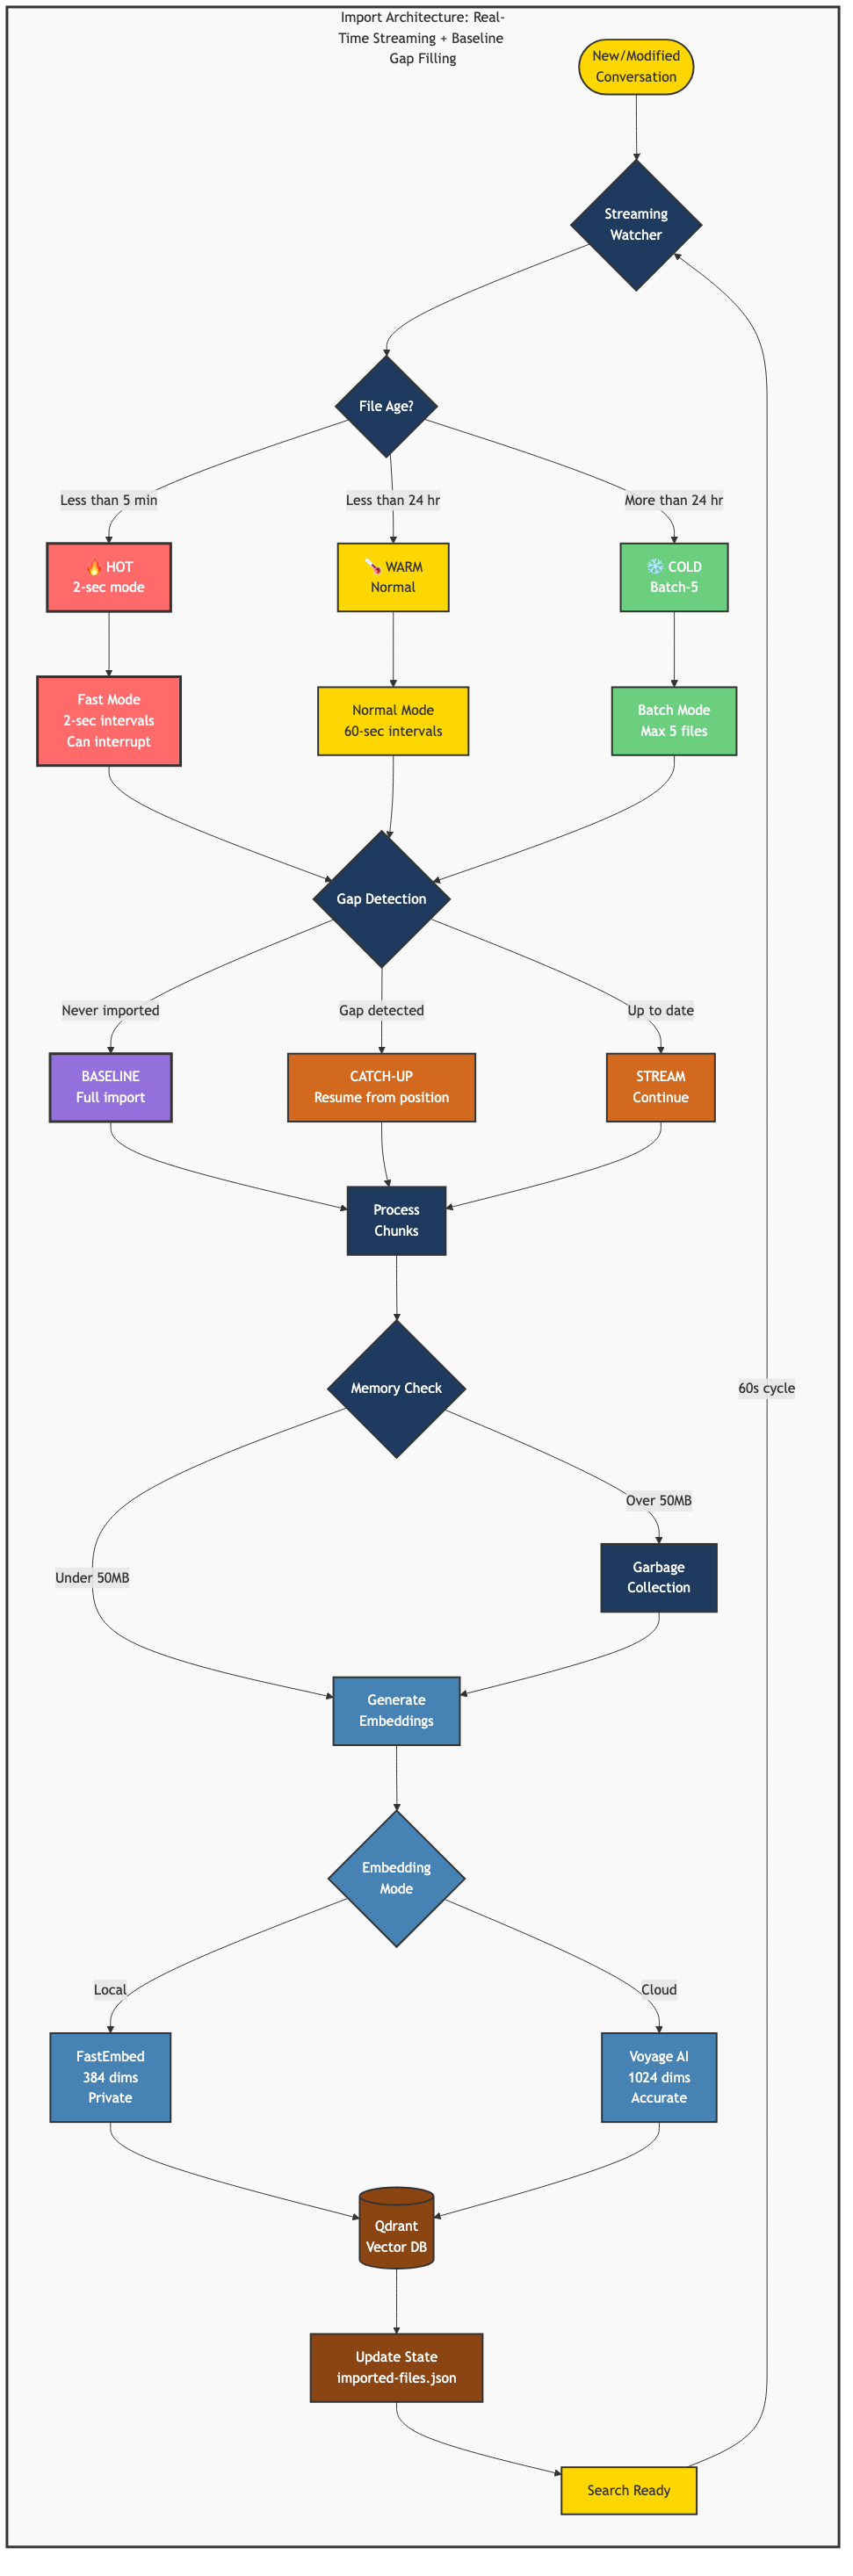 Import Architecture: Real-
Time Streaming + Baseline
Gap Filling
New/Modified
Conversation
Streaming
Watcher
File Age?
Less than 5 min
Less than 24 hr
More than 24 hr
🔥 HOT
2-sec mode
🌡️ WARM
Normal
❄️ COLD
Batch-5
Fast Mode
2-sec intervals
Can interrupt
Normal Mode
60-sec intervals
Batch Mode
Max 5 files
Gap Detection
Never imported
Gap detected
Up to date
BASELINE
Full import
CATCH-UP
Resume from position
STREAM
Continue
Process
Chunks
Memory Check
60s cycle
Over 50MB
Under 50MB
Garbage
Collection
Generate
Embeddings
Embedding
Mode
Local
Cloud
FastEmbed
384 dims
Private
Voyage AI
1024 dims
Accurate
Qdrant
Vector DB
Update State
imported-files.json
Search Ready